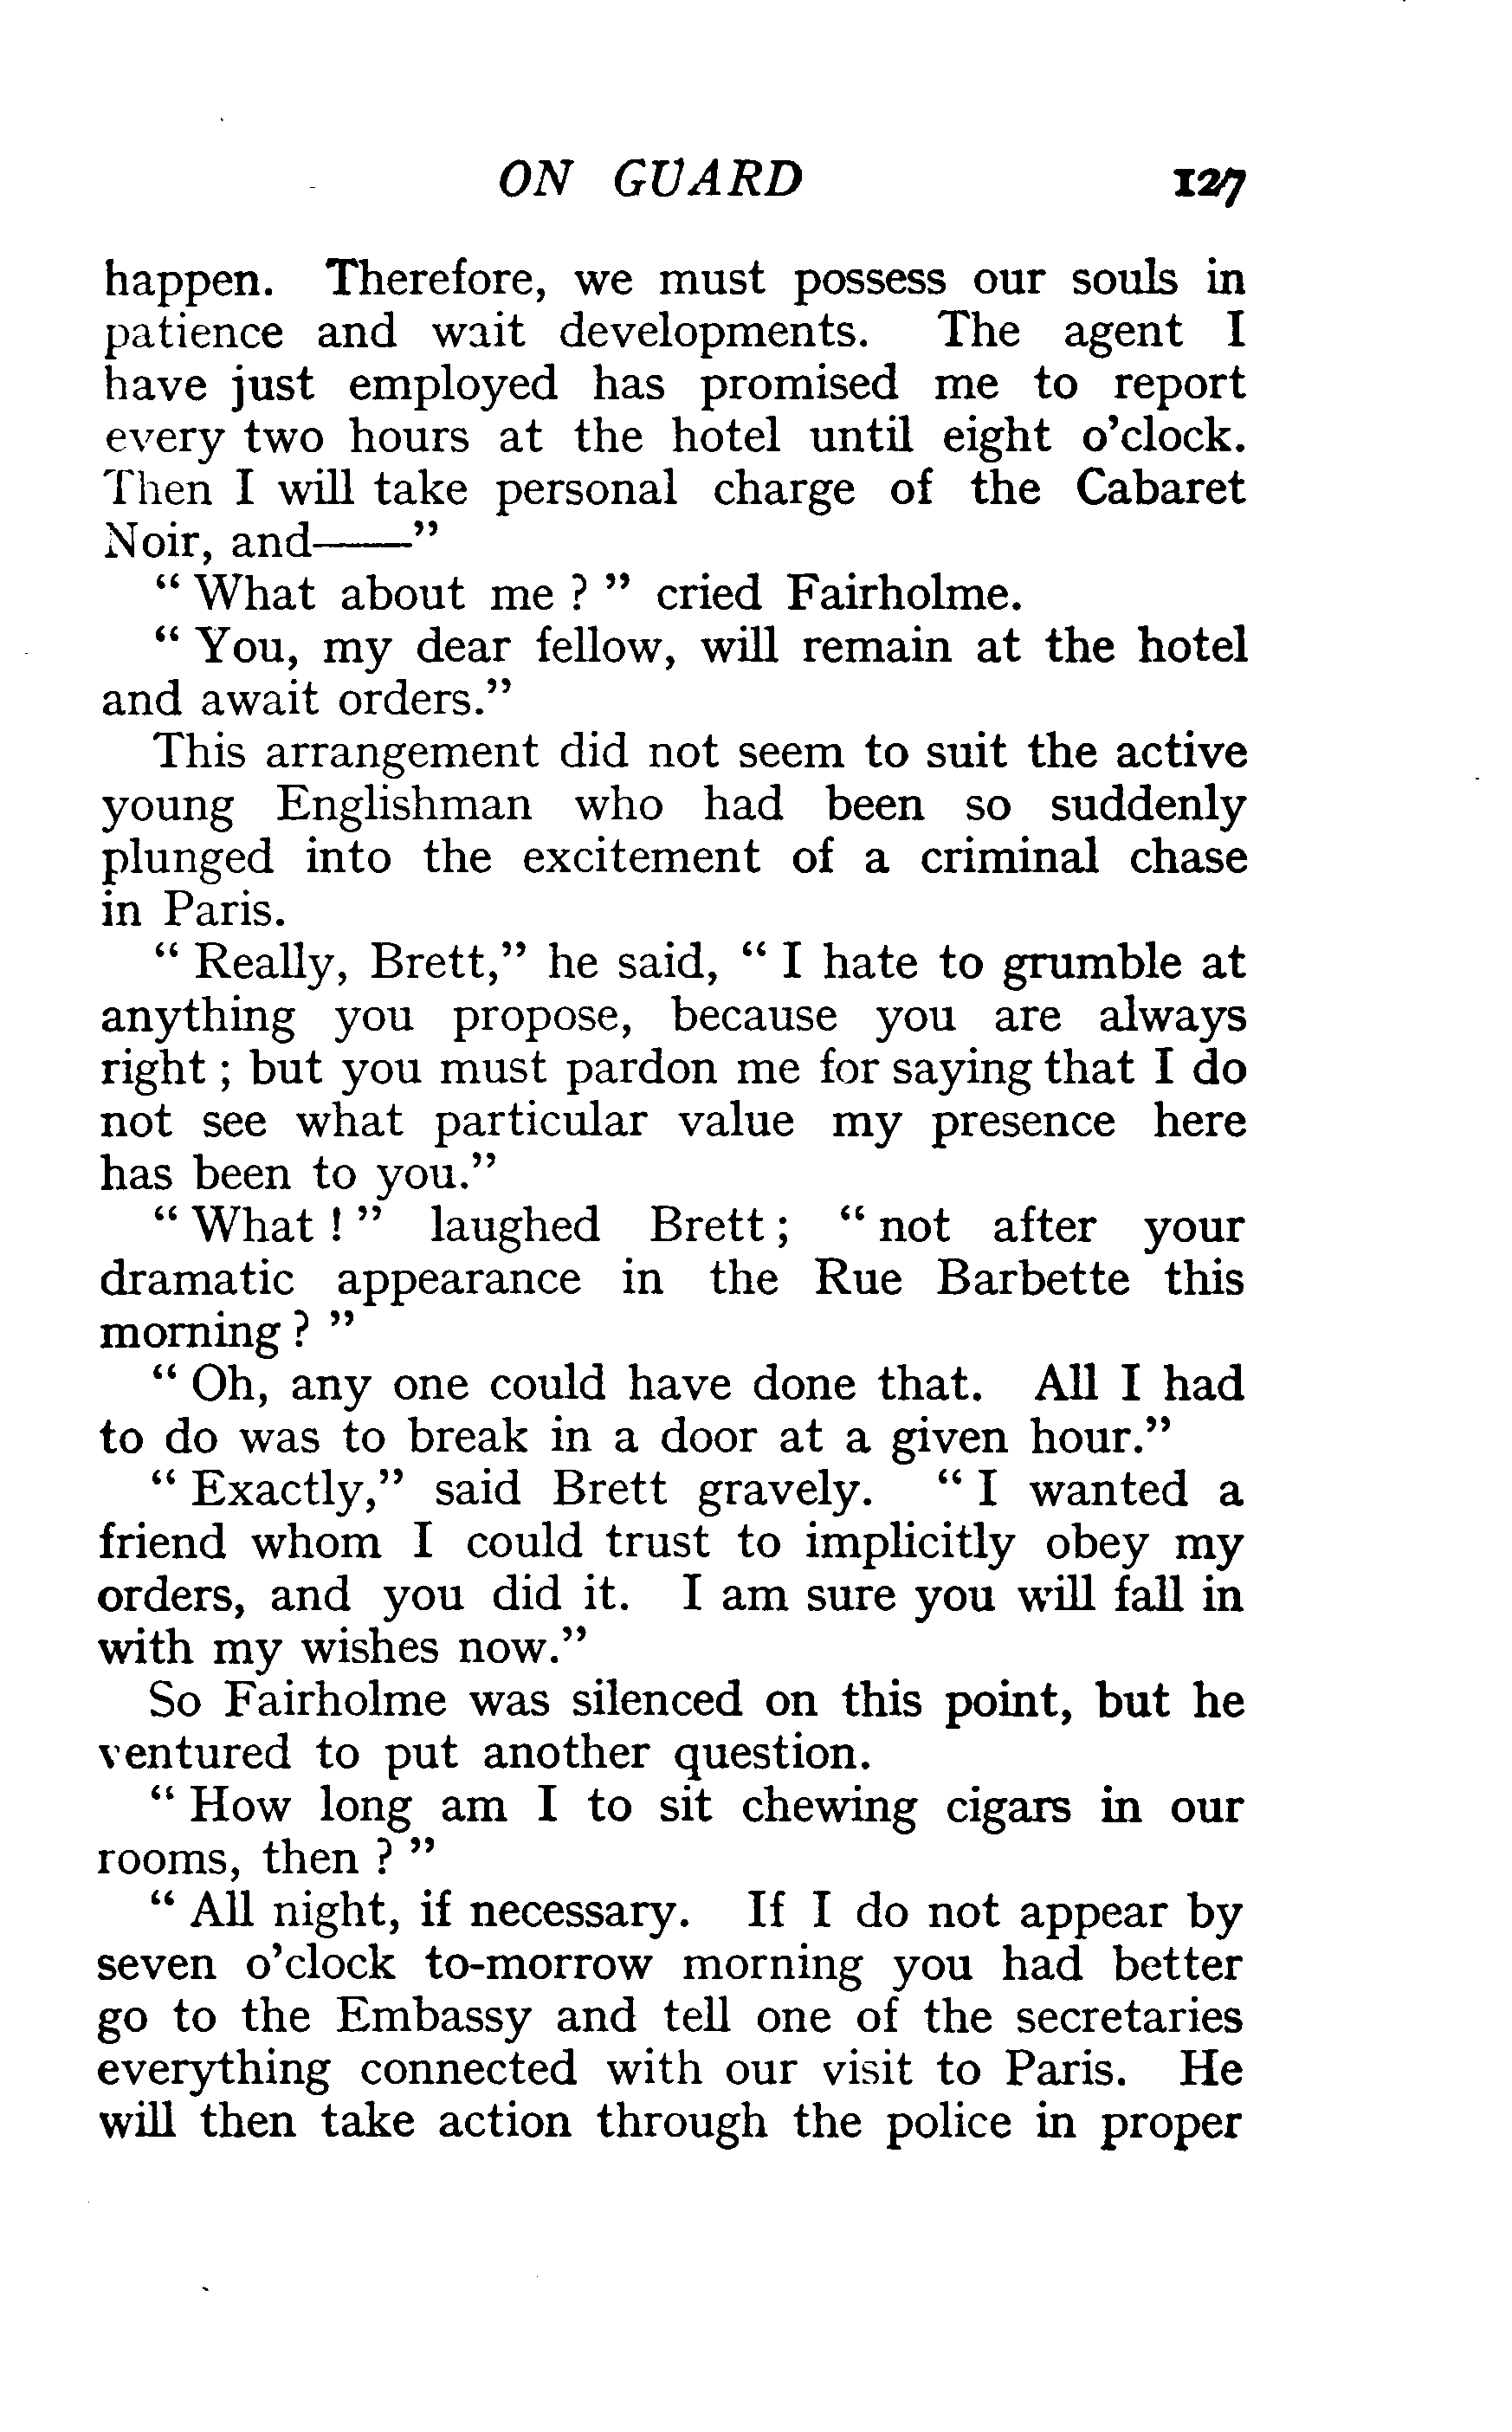 ON GUARD 127
happen. Therefore, we must possess our souls in
patience and wait developments. The agent I
have just employed has promised me to report
every two hours at the hotel until eight o’clock.
Then I will take personal charge of the Cabaret
Noir, and——”
“ What about me ? ” cried Fairholme.
“ You, my dear fellow, will remain at the hotel
and await orders.”
This arrangement did not seem to suit the active
young Englishman who had been so suddenly
plunged into the excitement of a criminal chase
in Paris.
“ Really, Brett,” he said, “ I hate to grumble at
anything you propose, because you are always
right ; but you must pardon me for saying that I do
not see what particular value my presence here
has been to you.”
“ What ! ” laughed Brett ; “ not after your
dramatic appearance in the Rue Barbette this
morning ? ”
“ Oh, any one could have done that. All I had
to do was to break in a door at a given hour.”
“ Exactly,” said Brett gravely. “ I wanted a
friend whom I could trust to implicitly obey my
orders, and you did it. I am sure you will fall in
with my wishes now.”
So Fairholme was silenced on this point, but he
ventured to put another question.
“ How long am I to sit chewing cigars in our
rooms, then ? ”
“ All night, if necessary. If I do not appear by
seven o’clock to-morrow morning you had better
go to the Embassy and tell one of the secretaries
everything connected with our visit to Paris. He
will then take action through the police in proper